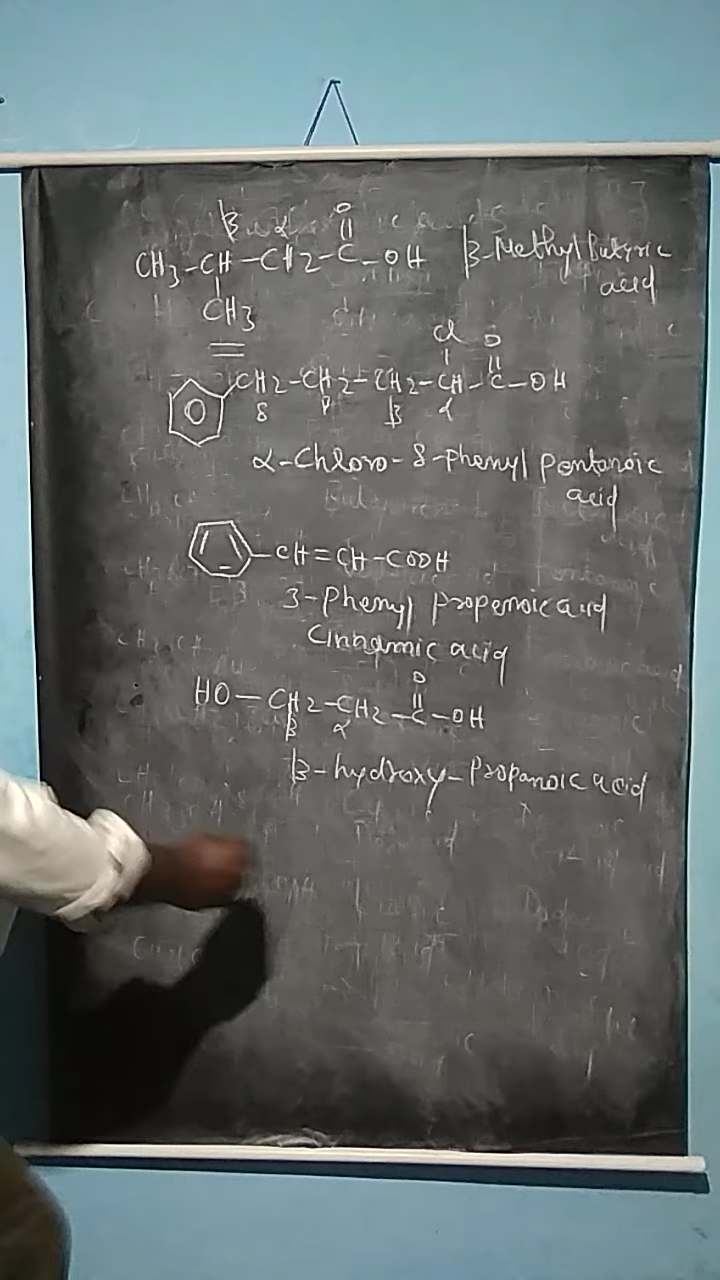 β α O
CH3-CH-CH2-C-OH β-Methyl Butyric
acid
CH3
Cl O
CH2-CH2-CH2-CH-C-OH
δ γ β α
α-Chloro-δ-phenyl pentanoic
acid
-CH=CH-COOH
3-phenyl propenoic acid
Cinnamic acid
O
HO-CH2-CH2-C-OH
β α
β-hydroxy-propanoic acid